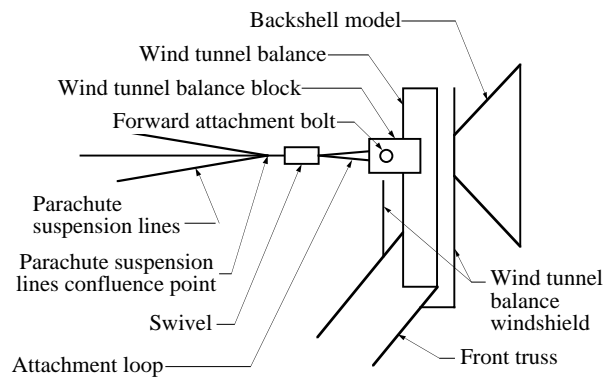 Backshell model
Wind tunnel balance
Wind tunnel balance block
Forward attachment bolt
Parachute
suspension lines
Parachute suspension
lines confluence point
Swivel
Attachment loop
Wind tunnel
balance
windshield
Front truss